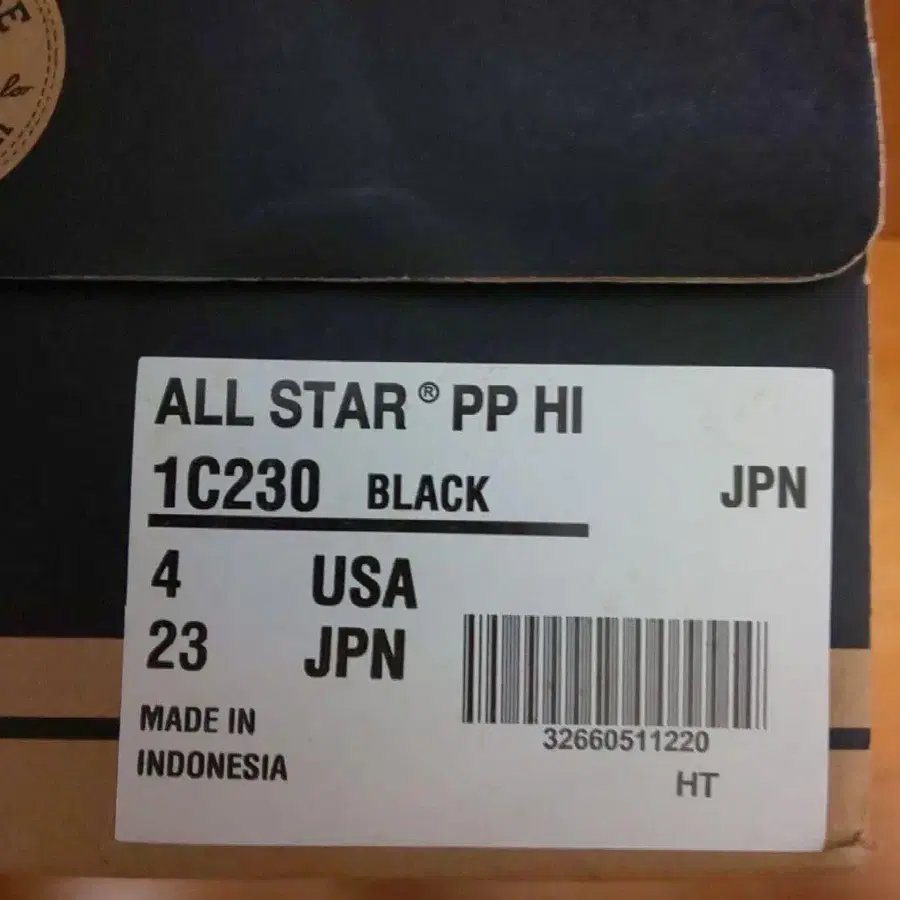 ALL STAR® PP HI
1C230 BLACK JPN
4 USA
23 JPN
MADE IN
INDONESIA
32660511220
HT